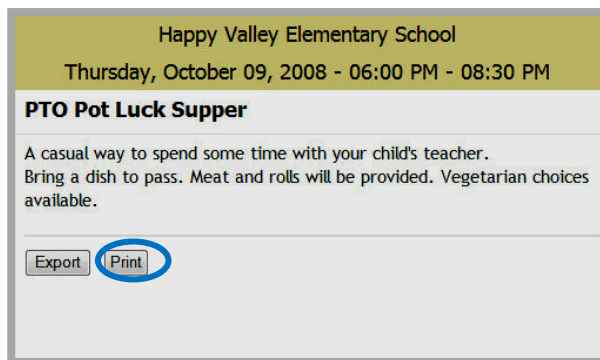 Happy Valley Elementary School
Thursday, October 09, 2008 - 06:00 PM - 08:30 PM
PTO Pot Luck Supper
A casual way to spend some time with your child's teacher.
Bring a dish to pass. Meat and rolls will be provided. Vegetarian choices
available.
Export Print